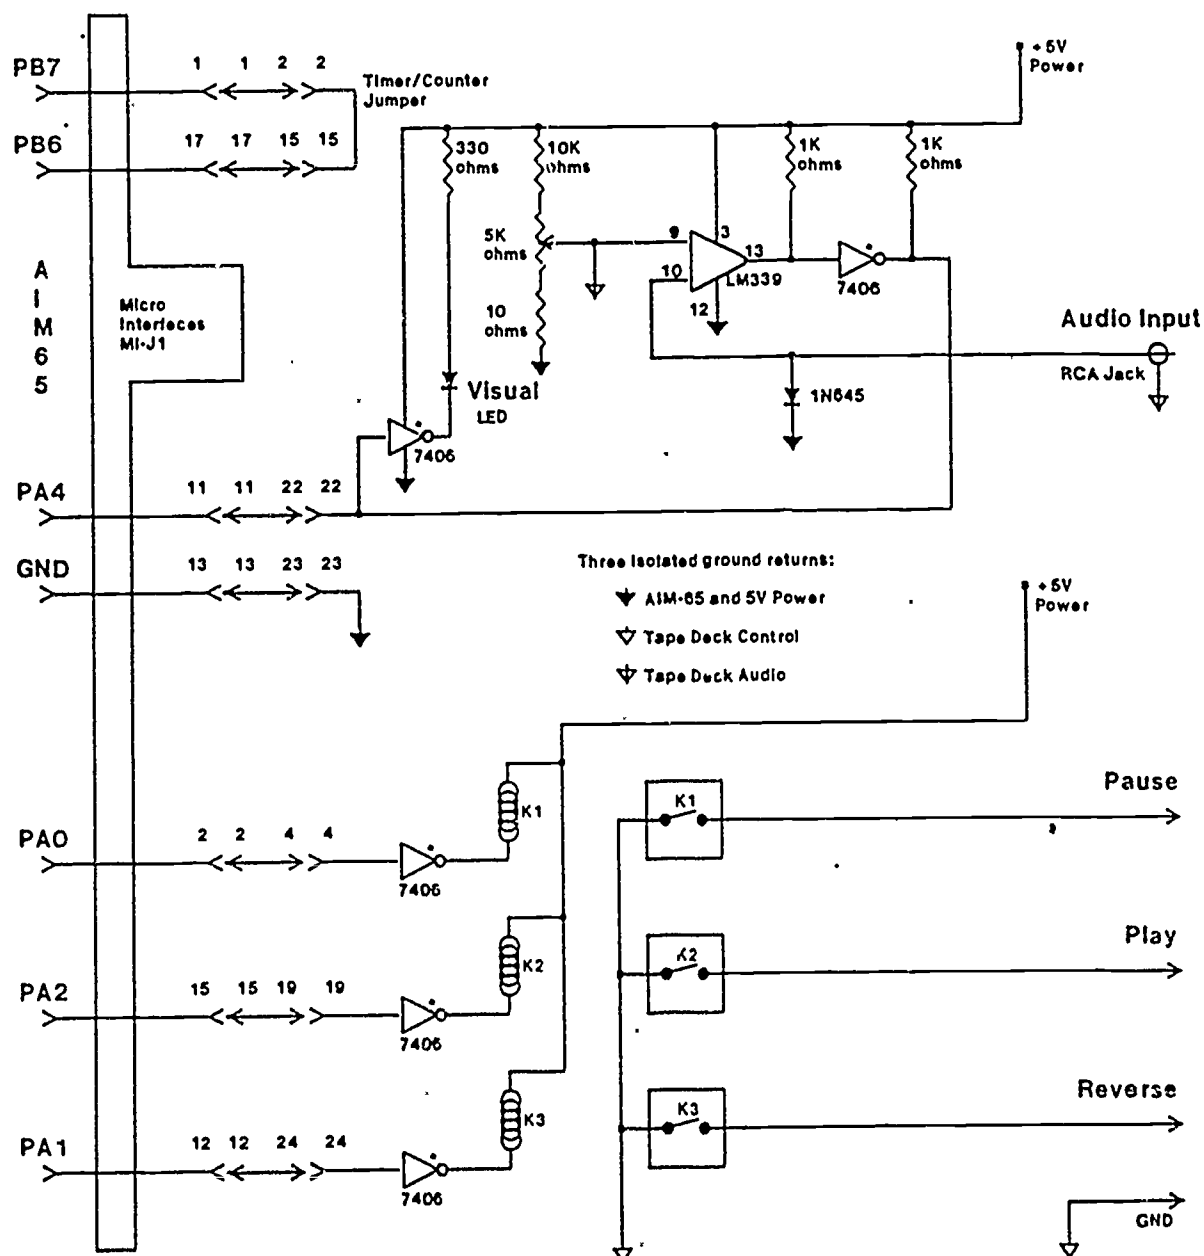 +5V
Power
PB7
1 1 2 2
Timer/Counter
Jumper
PB6
17 17 15 15
330
ohms
10K
ohms
1K
ohms
1K
ohms
5K
ohms
9
3
13
10
LM339
12
7406
10
ohms
AIM65
Micro
Interfaces
MI-J1
Audio Input
RCA Jack
1N645
Visual
LED
7406
PA4
11 11 22 22
GND
13 13 23 23
Three Isolated ground returns:
AIM-65 and 5V Power
Tape Deck Control
Tape Deck Audio
+5V
Power
K1
K1
Pause
PA0
2 2 4 4
7406
K2
K2
Play
PA2
15 15 19 19
7406
K3
K3
Reverse
PA1
12 12 24 24
7406
GND